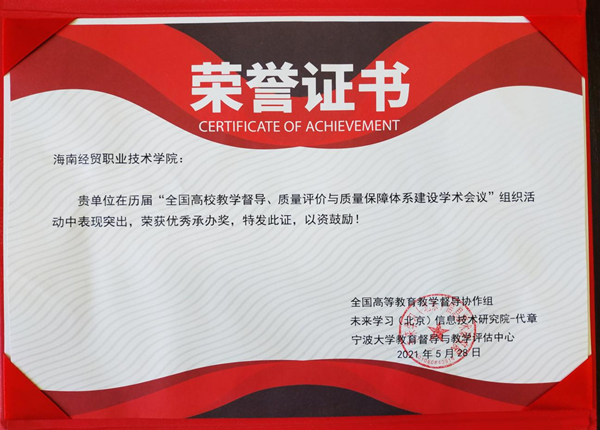 荣誉证书
CERTIFICATE OF ACHIEVEMENT
海南经贸职业技术学院：
贵单位在历届“全国高校教学督导、质量评价与质量保障体系建设学术会议”组织活
动中表现突出，荣获优秀承办奖，特发此证，以资鼓励！
全国高等教育教学督导协作组
未来学习（北京）信息技术研究院-代章
宁波大学教育督导与教学评估中心
2021年5月28日